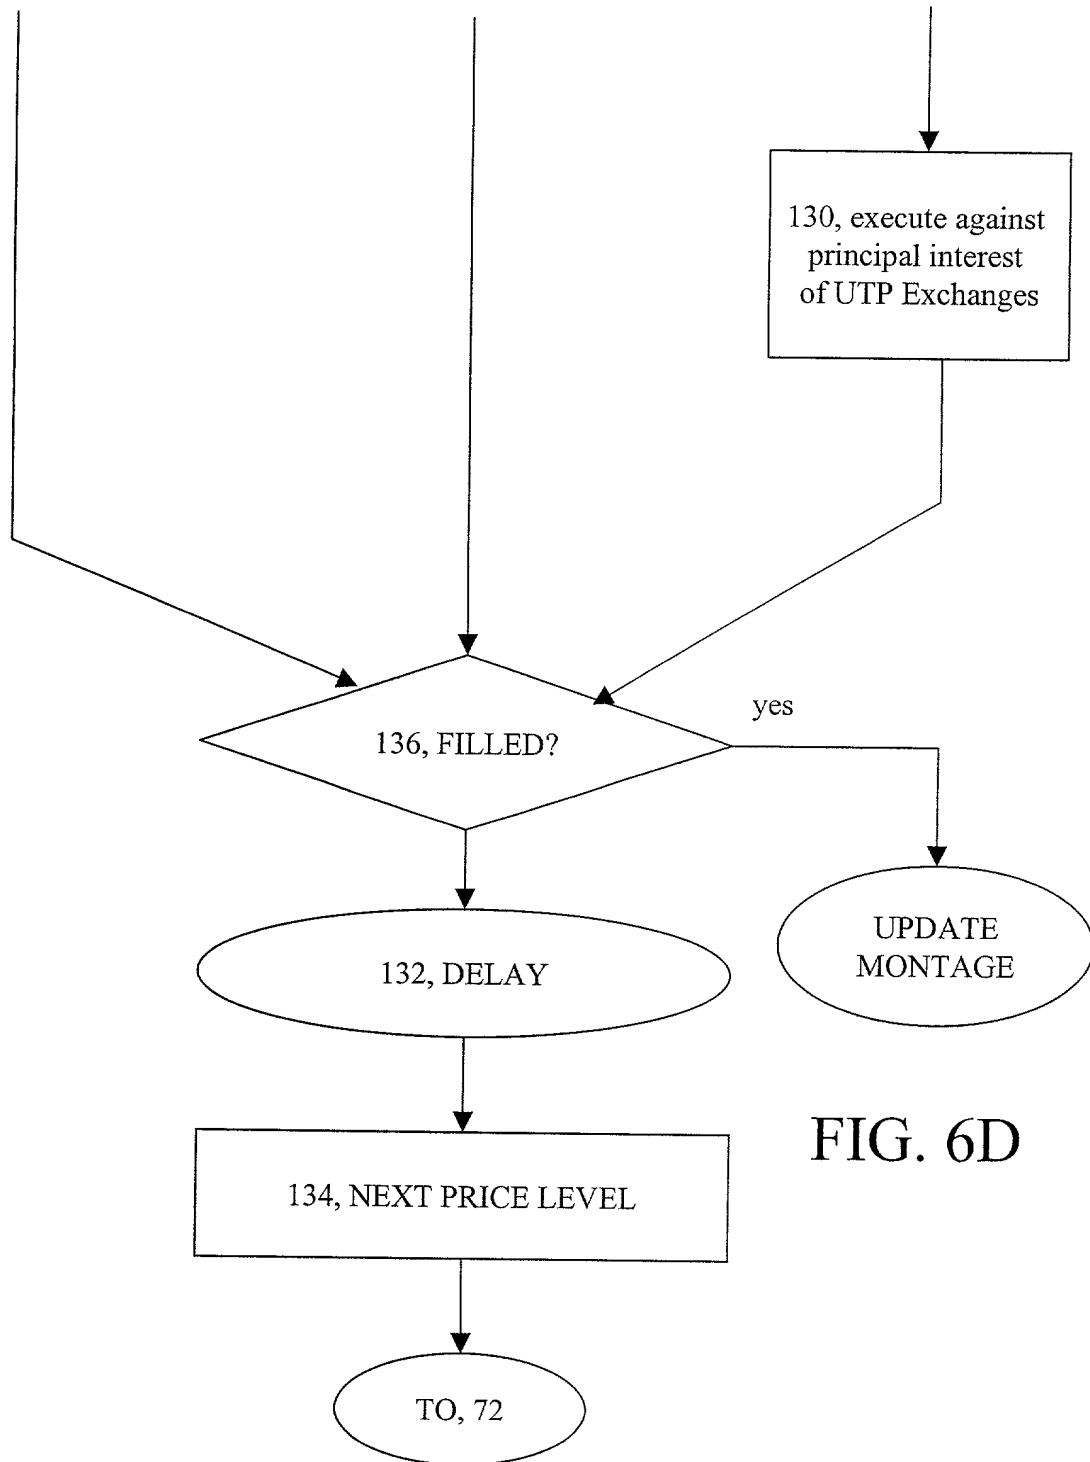 130, execute against
principal interest
of UTP Exchanges
yes
136, FILLED?
UPDATE
MONTAGE
132, DELAY
FIG. 6D
134, NEXT PRICE LEVEL
TO, 72